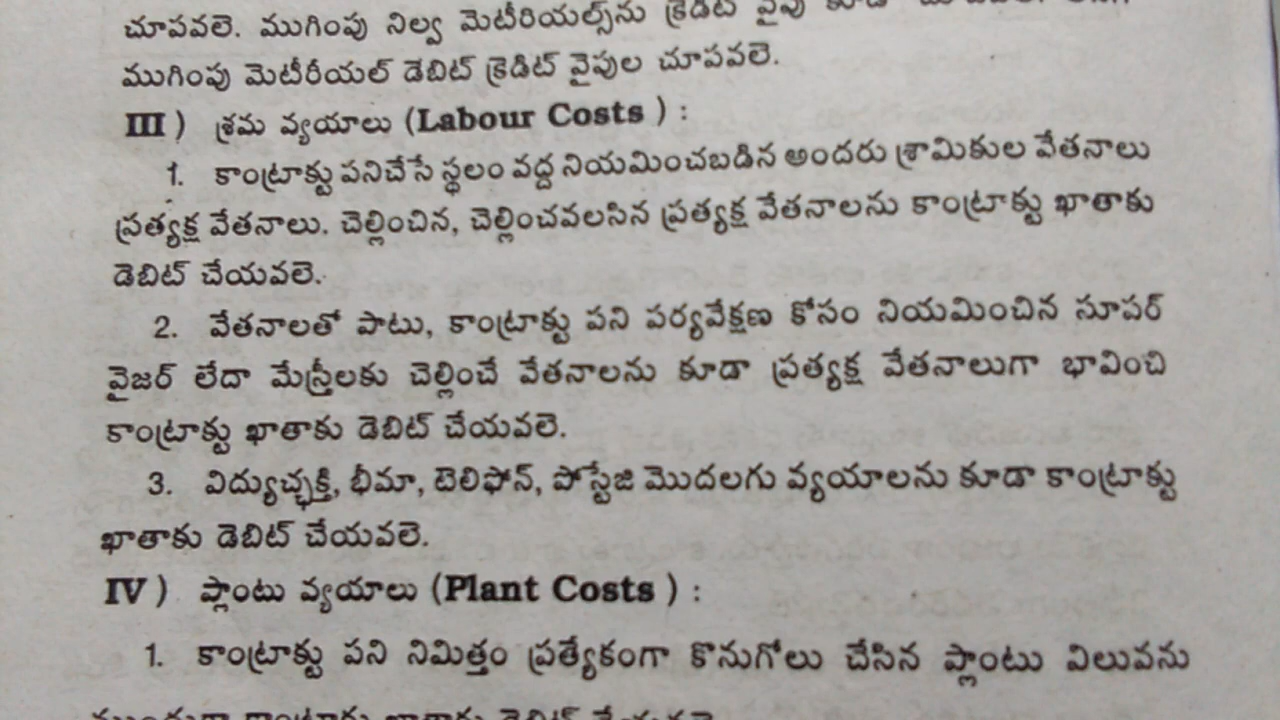 చూపవలె. ముగింపు నిల్వ మెటీరియల్స్‌ను క్రెడిట్ వైపు కూడా
ముగింపు మెటీరీయల్ డెబిట్ క్రెడిట్ వైపుల చూపవలె.
III ) శ్రమ వ్యయాలు (Labour Costs ) :
1. కాంట్రాక్టు పనిచేసే స్థలం వద్ద నియమించబడిన అందరు శ్రామికుల వేతనాలు
ప్రత్యక్ష వేతనాలు. చెల్లించిన, చెల్లించవలసిన ప్రత్యక్ష వేతనాలను కాంట్రాక్టు ఖాతాకు
డెబిట్ చేయవలె.
2. వేతనాలతో పాటు, కాంట్రాక్టు పని పర్యవేక్షణ కోసం నియమించిన సూపర్
వైజర్ లేదా మేస్త్రీలకు చెల్లించే వేతనాలను కూడా ప్రత్యక్ష వేతనాలుగా భావించి
కాంట్రాక్టు ఖాతాకు డెబిట్ చేయవలె.
3. విద్యుచ్ఛక్తి, భీమా, టెలిఫోన్, పోస్టేజి మొదలగు వ్యయాలను కూడా కాంట్రాక్టు
ఖాతాకు డెబిట్ చేయవలె.
IV ) ప్లాంటు వ్యయాలు (Plant Costs ) :
1. కాంట్రాక్టు పని నిమిత్తం ప్రత్యేకంగా కొనుగోలు చేసిన ప్లాంటు విలువను